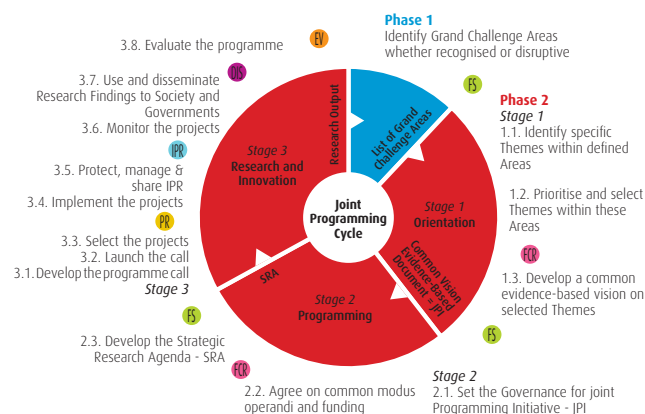 Phase 1
Identify Grand Challenge Areas
whether recognised or disruptive
FS
Phase 2
Stage 1
1.1. Identify specific
Themes within defined
Areas
1.2. Prioritise and select
Themes within these
Areas
FCR
1.3. Develop a common
evidence-based vision on
selected Themes
FS
Stage 2
2.1. Set the Governance for joint
Programming Initiative - JPI
2.2. Agree on common modus
operandi and funding
FCR
2.3. Develop the Strategic
Research Agenda - SRA
FS
Stage 3
3.1. Develop the programme call
3.2. Launch the call
3.3. Select the projects
PR
3.4. Implement the projects
3.5. Protect, manage &
share IPR
IPR
3.6. Monitor the projects
3.7. Use and disseminate
Research Findings to Society and
Governments
DIS
3.8. Evaluate the programme
EV
List of Grand
Challenge Areas
Stage 1
Orientation
Common Vision
Evidence-Based
Document = JPI
Stage 2
Programming
SRA
Stage 3
Research and
Innovation
Research Output
Joint
Programming
Cycle